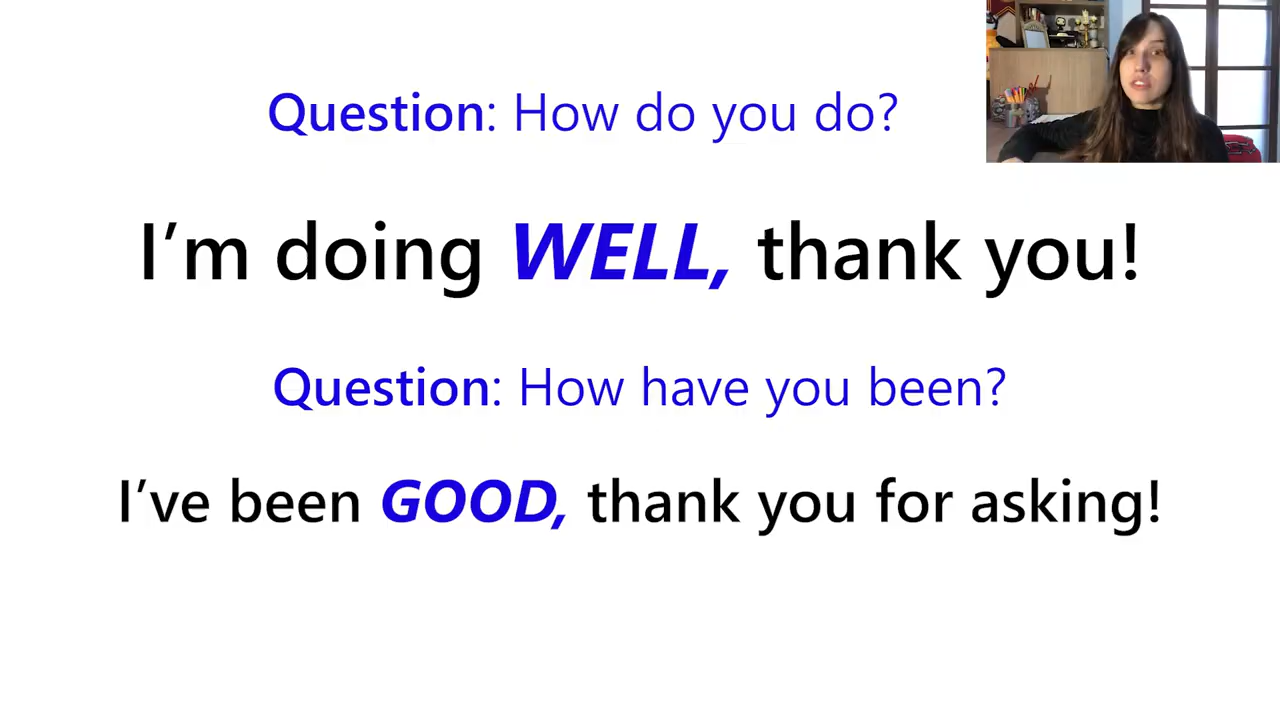 Question: How do you do?
I’m doing WELL, thank you!
Question: How have you been?
I’ve been GOOD, thank you for asking!